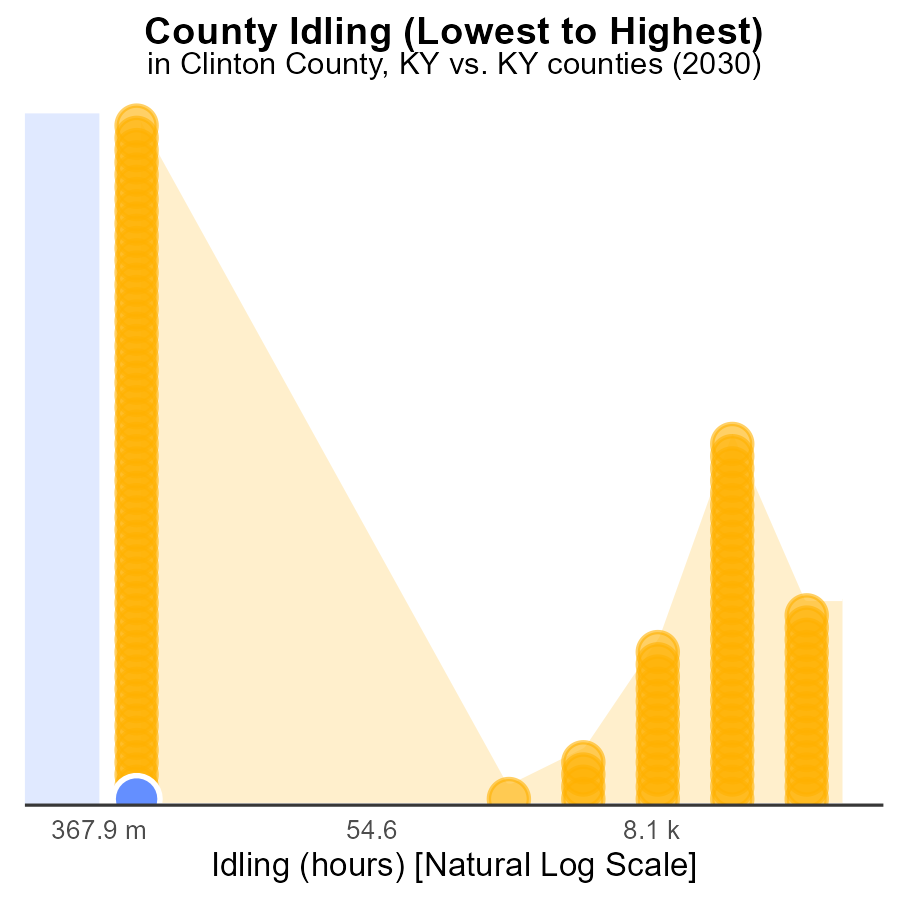 County Idling (Lowest to Highest)
in Clinton County, KY vs. KY counties (2030)
367.9 m 54.6 8.1 k
Idling (hours) [Natural Log Scale]